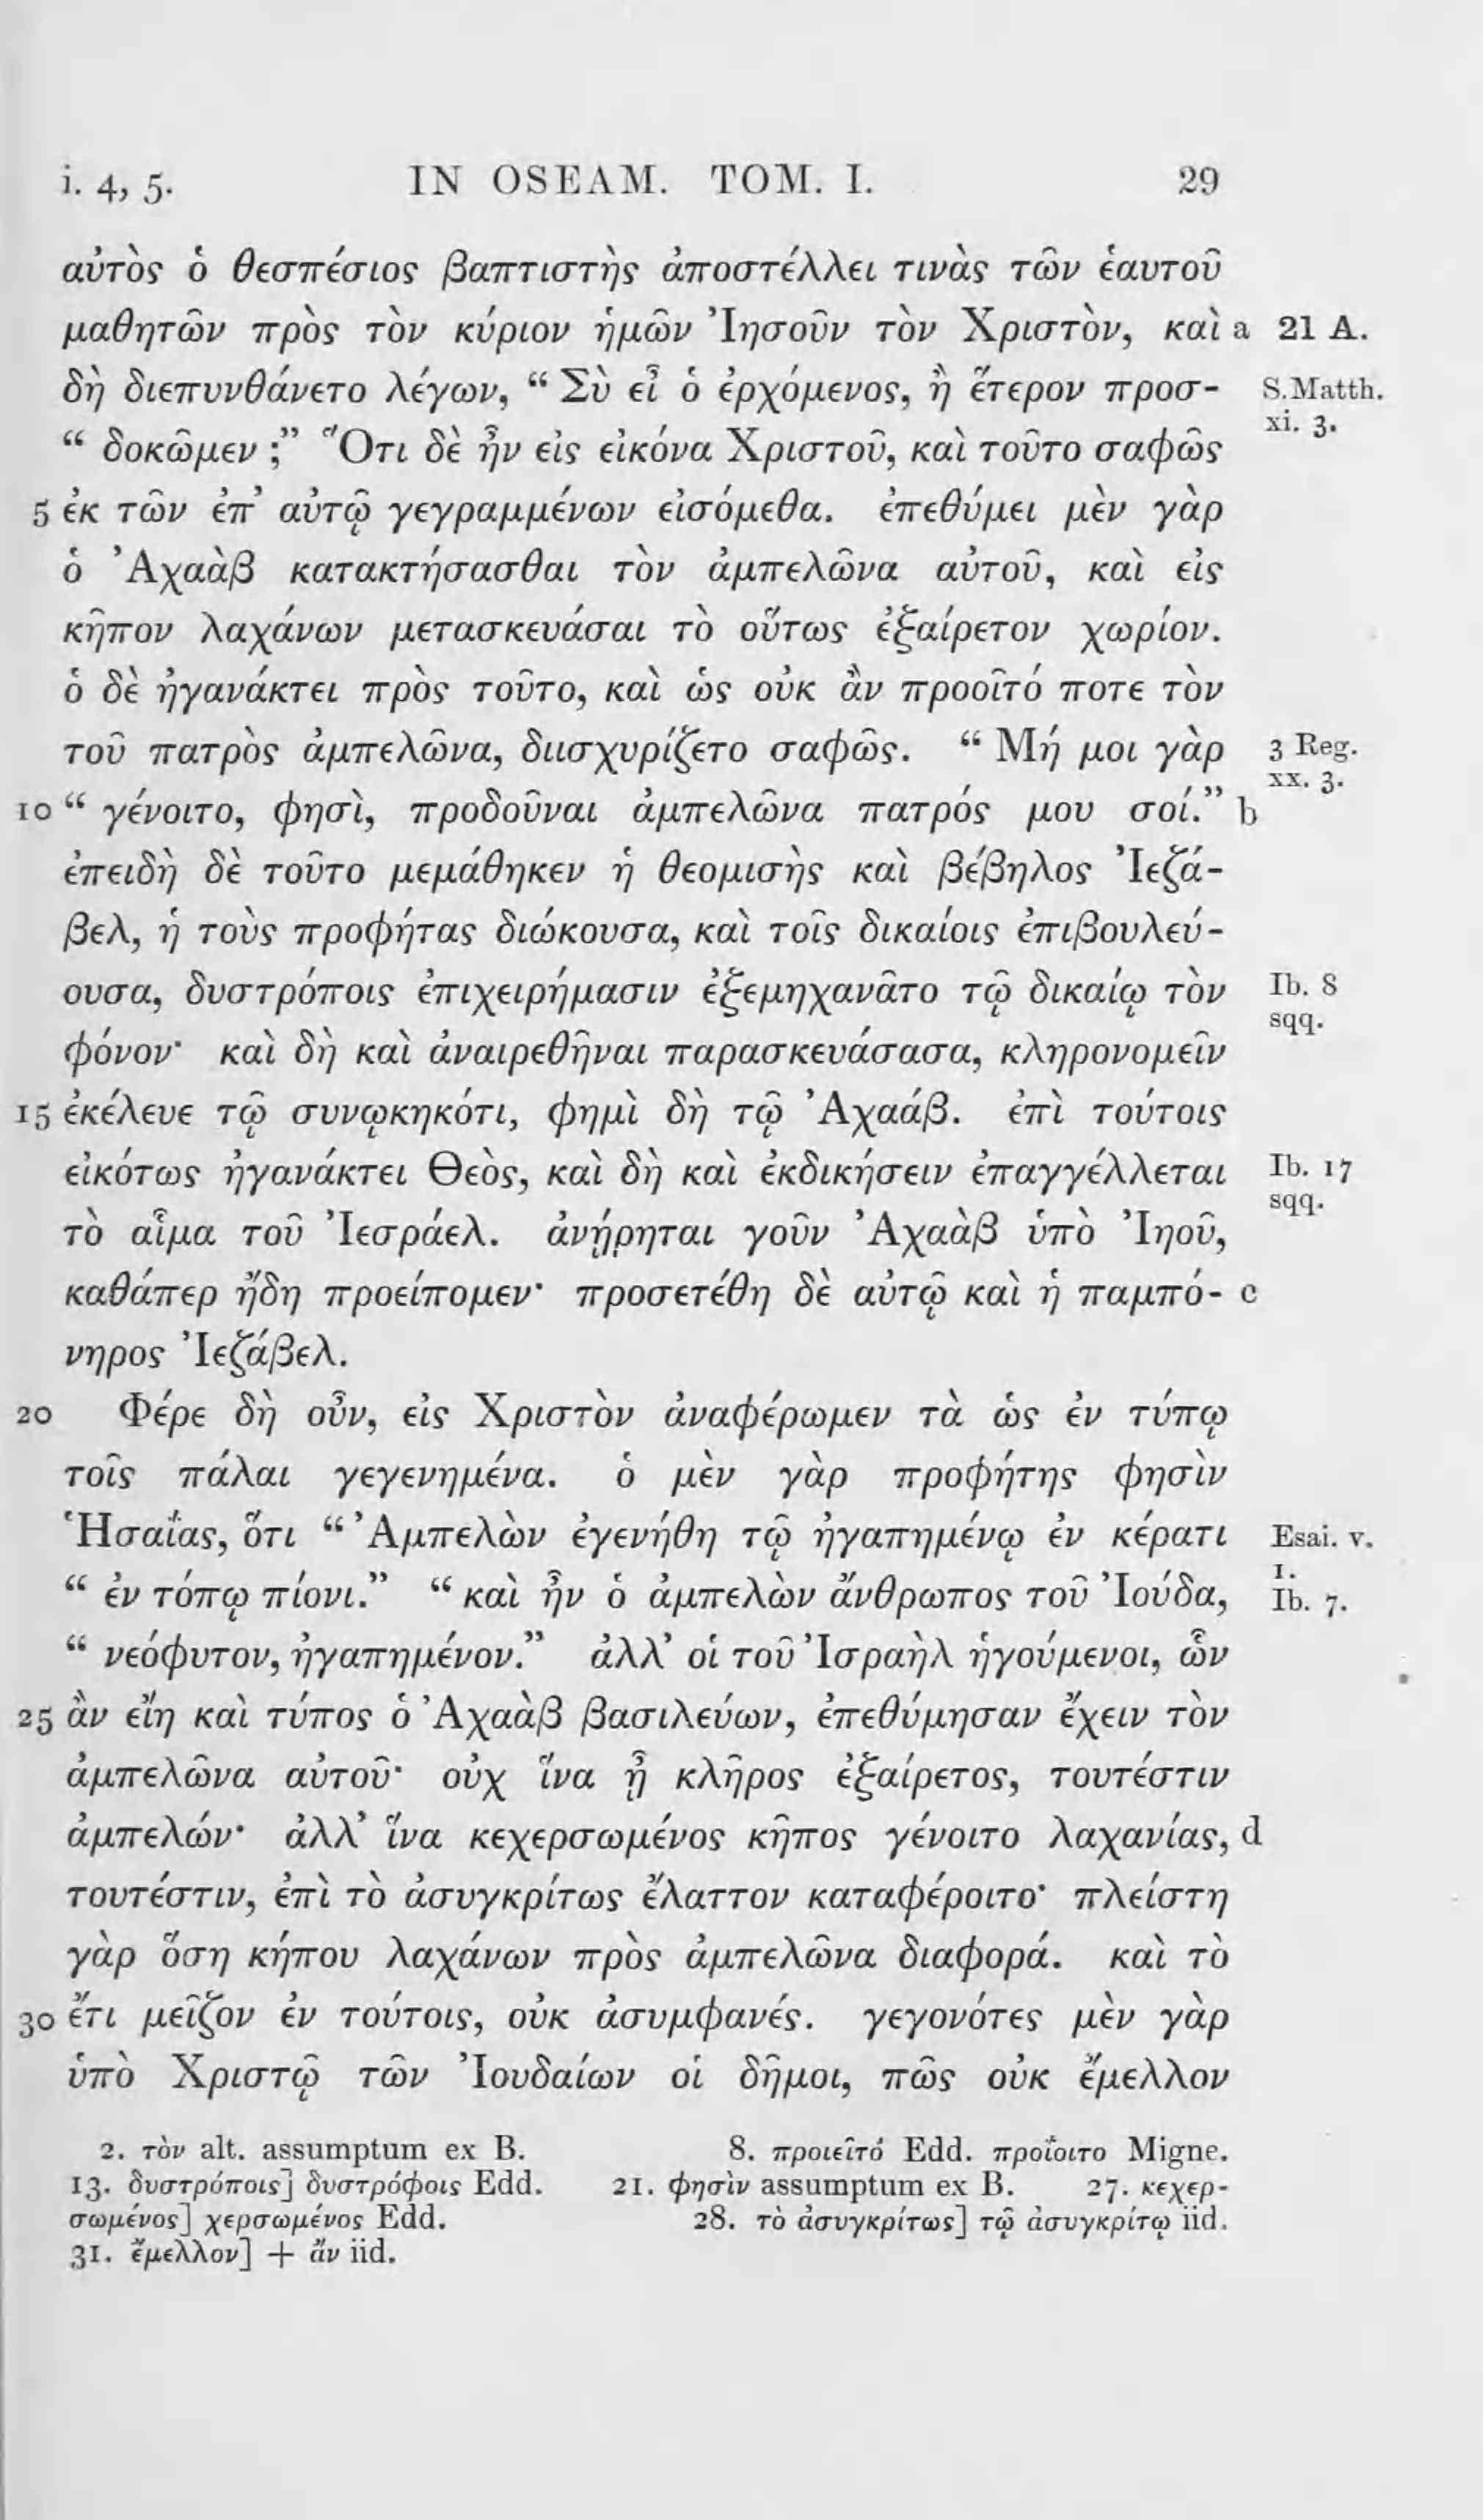 i. 4, 5. IN OSEAM. TOM. I. 29
αὐτὸς ὁ θεσπέσιος βαπτιστὴς ἀποστέλλει τινὰς τῶν ἑαυτοῦ
μαθητῶν πρὸς τὸν κύριον ἡμῶν Ἰησοῦν τὸν Χριστὸν, καὶ a 21 A.
δὴ διεπυνθάνετο λέγων, “ Σὺ εἶ ὁ ἐρχόμενος, ἢ ἕτερον προσ- S. Matth.
“ δοκῶμεν ;” Ὅτι δὲ ἦν εἰς εἰκόνα Χριστοῦ, καὶ τοῦτο σαφῶς xi. 3.
5 ἐκ τῶν ἐπ’ αὐτῷ γεγραμμένων εἰσόμεθα. ἐπεθύμει μὲν γὰρ
ὁ Ἀχαὰβ κατακτήσασθαι τὸν ἀμπελῶνα αὐτοῦ, καὶ εἰς
κῆπον λαχάνων μετασκευάσαι τὸ οὕτως ἐξαίρετον χωρίον.
ὁ δὲ ἠγανάκτει πρὸς τοῦτο, καὶ ὡς οὐκ ἂν προοῖτό ποτε τὸν
τοῦ πατρὸς ἀμπελῶνα, διισχυρίζετο σαφῶς. “ Μή μοι γὰρ 3 Reg.
10 “ γένοιτο, φησὶ, προδοῦναι ἀμπελῶνα πατρός μου σοί.” b xx. 3.
ἐπειδὴ δὲ τοῦτο μεμάθηκεν ἡ θεομισὴς καὶ βέβηλος Ἰεζά-
βελ, ἡ τοὺς προφήτας διώκουσα, καὶ τοῖς δικαίοις ἐπιβουλεύ-
ουσα, δυστρόποις ἐπιχειρήμασιν ἐξεμηχανᾶτο τῷ δικαίῳ τὸν Ib. 8
φόνον· καὶ δὴ καὶ ἀναιρεθῆναι παρασκευάσασα, κληρονομεῖν sqq.
15 ἐκέλευε τῷ συνῳκηκότι, φημὶ δὴ τῷ Ἀχαάβ. ἐπὶ τούτοις
εἰκότως ἠγανάκτει Θεὸς, καὶ δὴ καὶ ἐκδικήσειν ἐπαγγέλλεται Ib. 17
τὸ αἷμα τοῦ Ἰεσράελ. ἀνῄρηται γοῦν Ἀχαὰβ ὑπὸ Ἰηοῦ, sqq.
καθάπερ ἤδη προείπομεν· προσετέθη δὲ αὐτῷ καὶ ἡ παμπό- c
νηρος Ἰεζάβελ.
20 Φέρε δὴ οὖν, εἰς Χριστὸν ἀναφέρωμεν τὰ ὡς ἐν τύπῳ
τοῖς πάλαι γεγενημένα. ὁ μὲν γὰρ προφήτης φησὶν
Ἡσαΐας, ὅτι “ Ἀμπελὼν ἐγενήθη τῷ ἠγαπημένῳ ἐν κέρατι Esai. v.
“ ἐν τόπῳ πίονι.” “ καὶ ἦν ὁ ἀμπελὼν ἄνθρωπος τοῦ Ἰούδα, 1. Ib. 7.
“ νεόφυτον, ἠγαπημένον.” ἀλλ’ οἱ τοῦ Ἰσραὴλ ἡγούμενοι, ὧν
25 ἂν εἴη καὶ τύπος ὁ Ἀχαὰβ βασιλεύων, ἐπεθύμησαν ἔχειν τὸν
ἀμπελῶνα αὐτοῦ· οὐχ ἵνα ᾖ κλῆρος ἐξαίρετος, τουτέστιν
ἀμπελών· ἀλλ’ ἵνα κεχερσωμένος κῆπος γένοιτο λαχανίας, d
τουτέστιν, ἐπὶ τὸ ἀσυγκρίτως ἔλαττον καταφέροιτο· πλείστη
γὰρ ὅση κήπου λαχάνων πρὸς ἀμπελῶνα διαφορά. καὶ τὸ
30 ἔτι μεῖζον ἐν τούτοις, οὐκ ἀσυμφανές. γεγονότες μὲν γὰρ
ὑπὸ Χριστῷ τῶν Ἰουδαίων οἱ δῆμοι, πῶς οὐκ ἔμελλον
2. τὸν alt. assumptum ex B. 8. προιεῖτό Edd. προΐοιτο Migne.
13. δυστρόποις] δυστρόφοις Edd. 21. φησὶν assumptum ex B. 27. κεχερ-
σωμένος] χερσωμένος Edd. 28. τὸ ἀσυγκρίτως] τῷ ἀσυγκρίτῳ iid.
31. ἔμελλον] + ἄν iid.